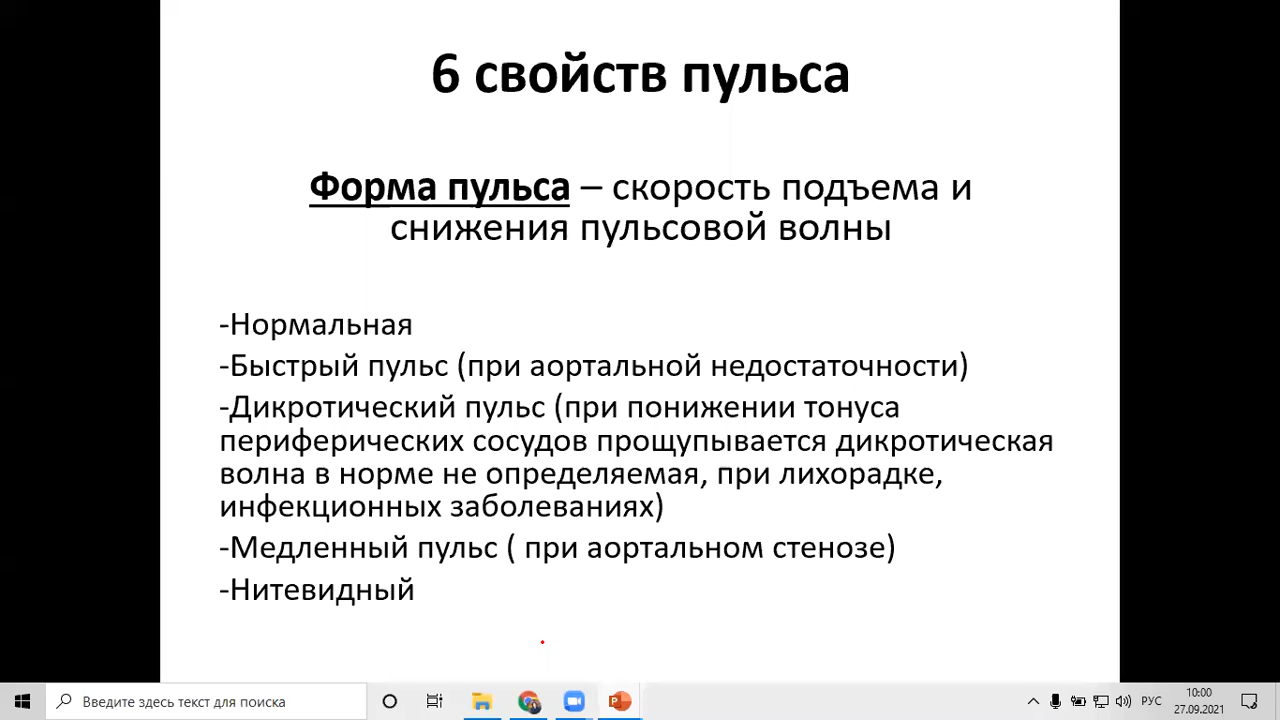 6 свойств пульса
Форма пульса – скорость подъема и
снижения пульсовой волны
-Нормальная
-Быстрый пульс (при аортальной недостаточности)
-Дикротический пульс (при понижении тонуса
периферических сосудов прощупывается дикротическая
волна в норме не определяемая, при лихорадке,
инфекционных заболеваниях)
-Медленный пульс ( при аортальном стенозе)
-Нитевидный
Введите здесь текст для поиска
РУС
10:00
27.09.2021